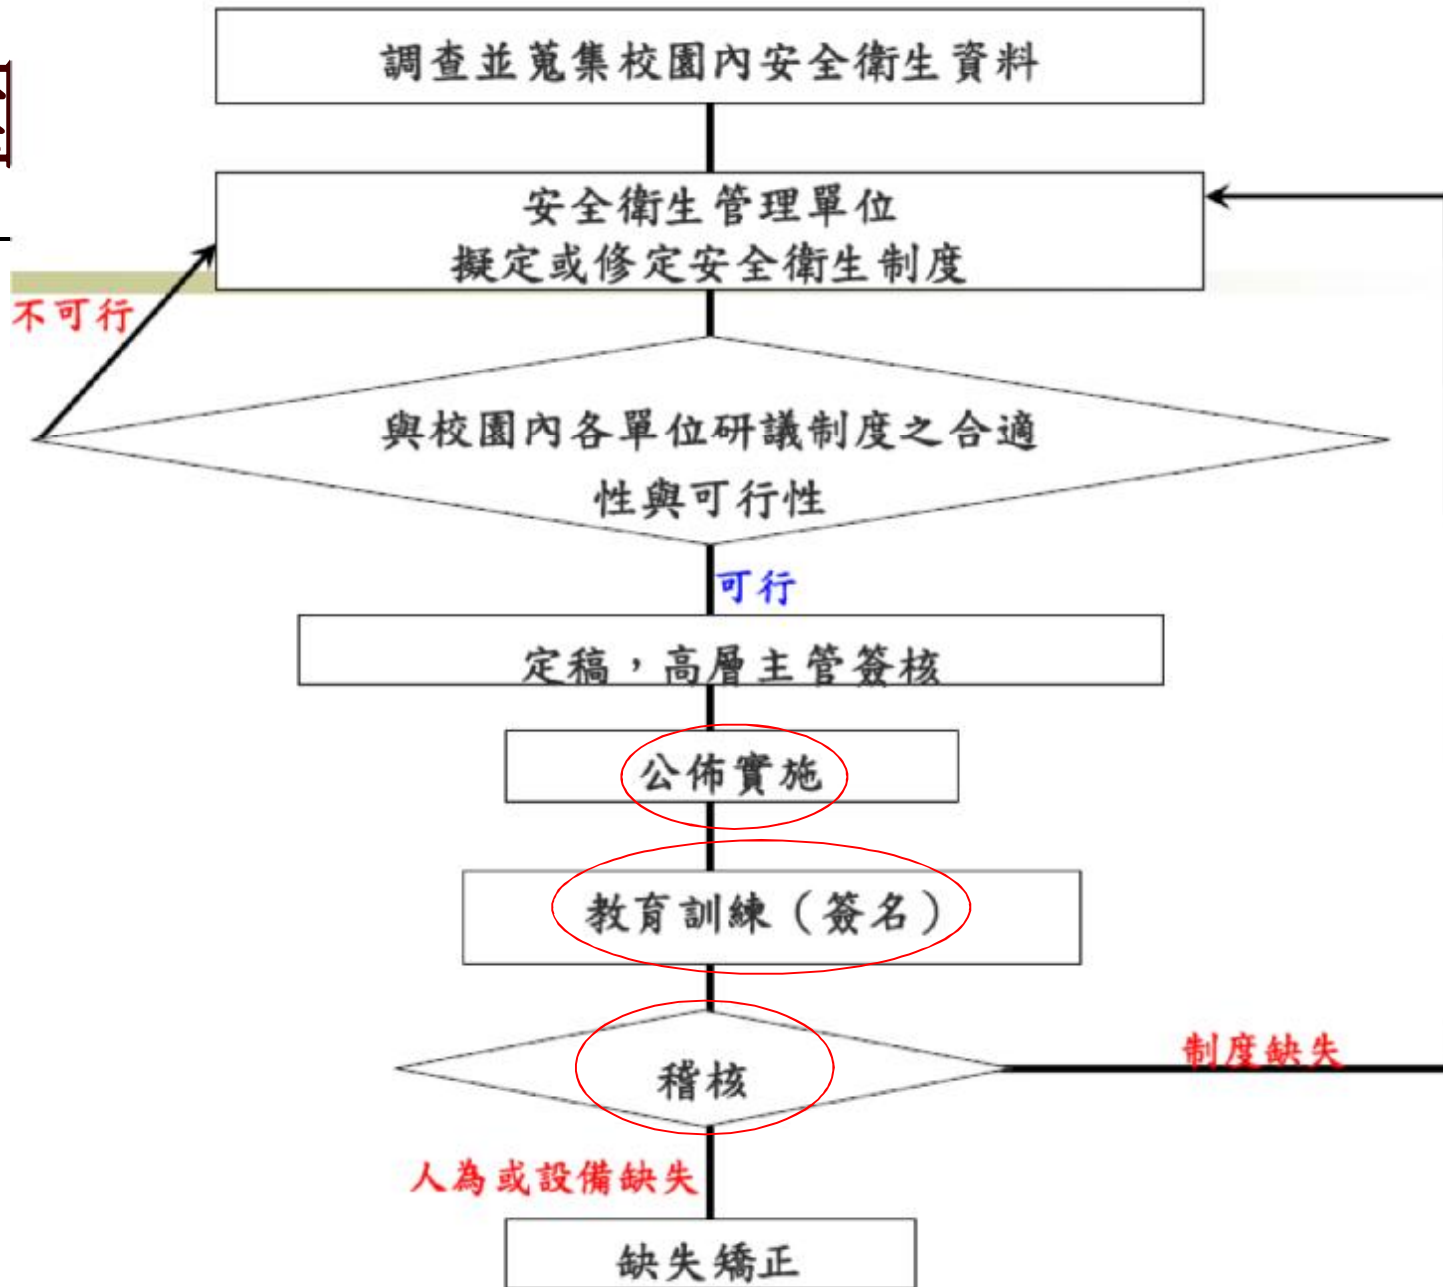 調查並蒐集校園內安全衛生資料
安全衛生管理單位
擬定或修定安全衛生制度
不可行
與校園內各單位研議制度之合適
性與可行性
可行
定稿，高層主管簽核
公佈實施
教育訓練（簽名）
稽核
制度缺失
人為或設備缺失
缺失矯正